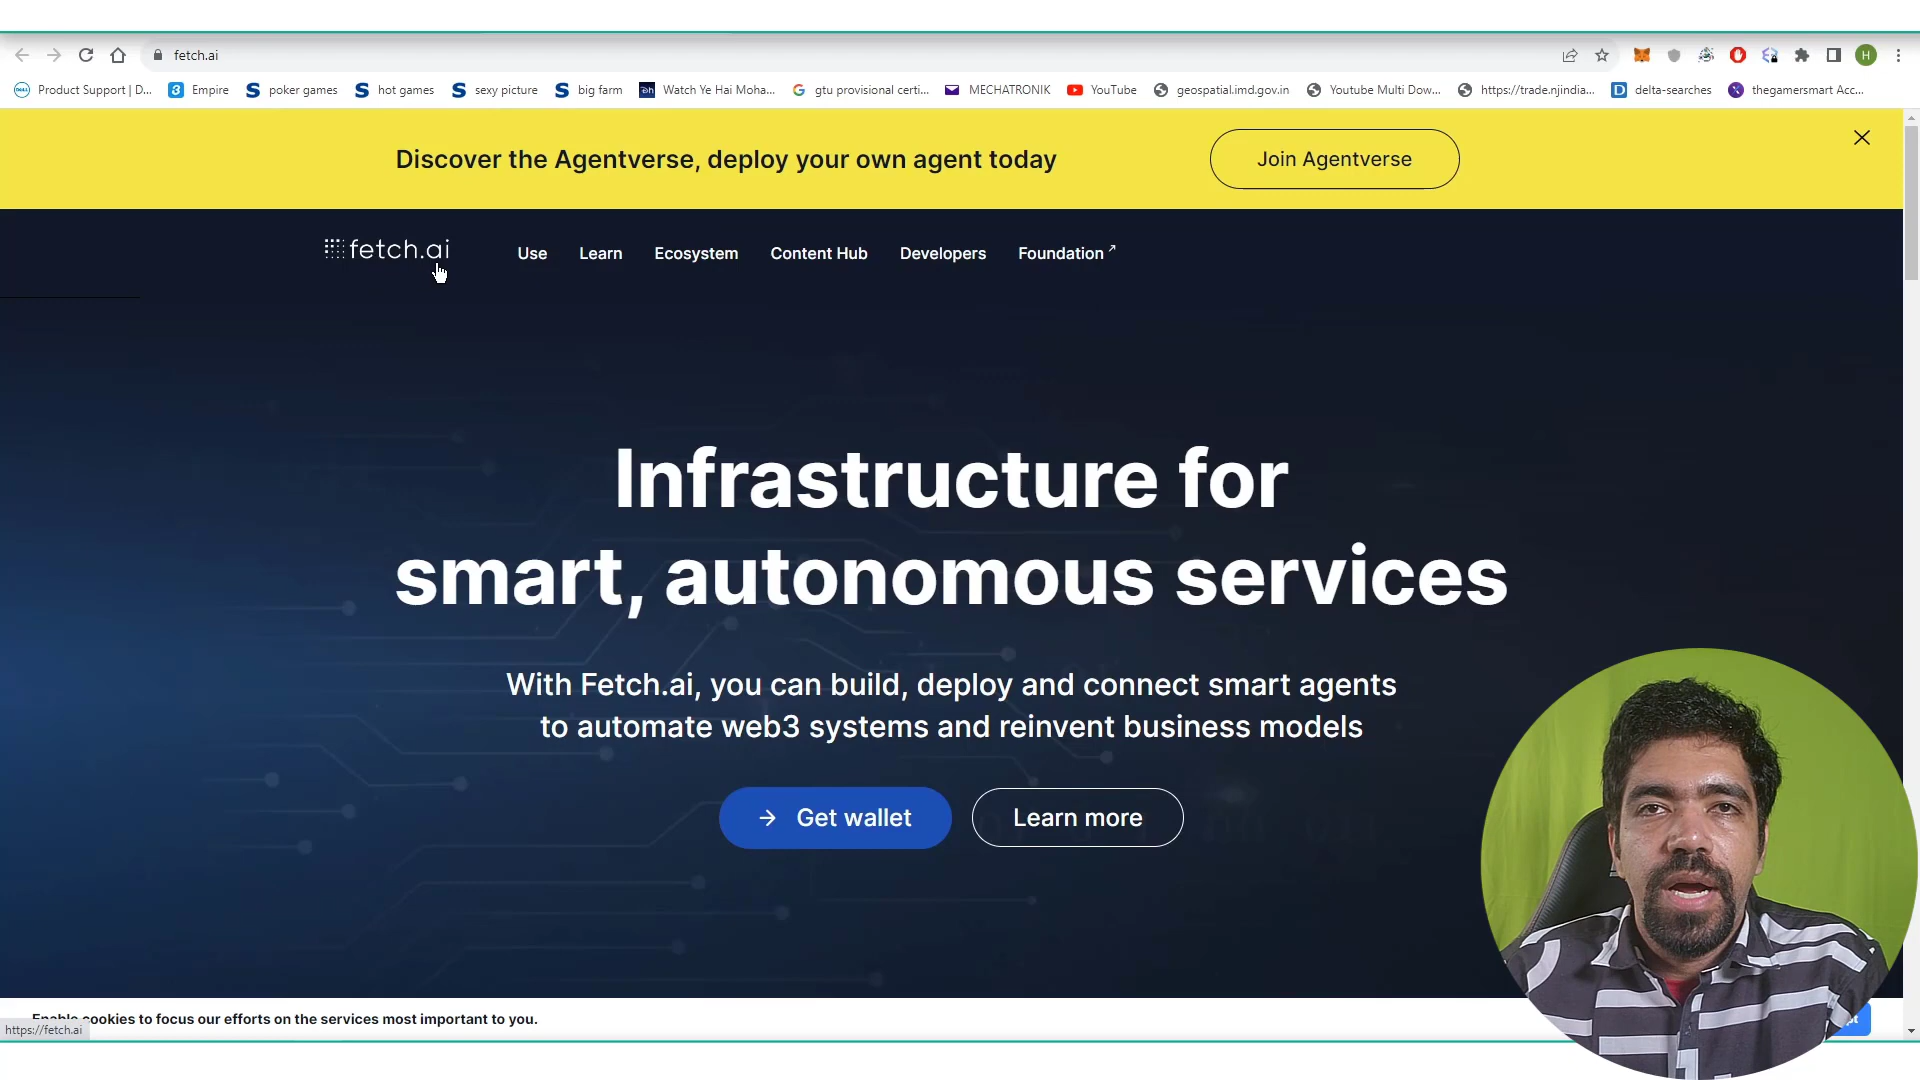 fetch.ai
H
Product Support | D...
Empire
poker games
hot games
sexy picture
big farm
Watch Ye Hai Moha...
gtu provisional certi...
MECHATRONIK
YouTube
geospatial.imd.gov.in
Youtube Multi Dow...
https://trade.njindia...
delta-searches
thegamersmart Acc...
Discover the Agentverse, deploy your own agent today
Join Agentverse
fetch.ai
Use
Learn
Ecosystem
Content Hub
Developers
Foundation
Infrastructure for
smart, autonomous services
With Fetch.ai, you can build, deploy and connect smart agents
to automate web3 systems and reinvent business models
Get wallet
Learn more
Enable cookies to focus our efforts on the services most important to you.
https://fetch.ai